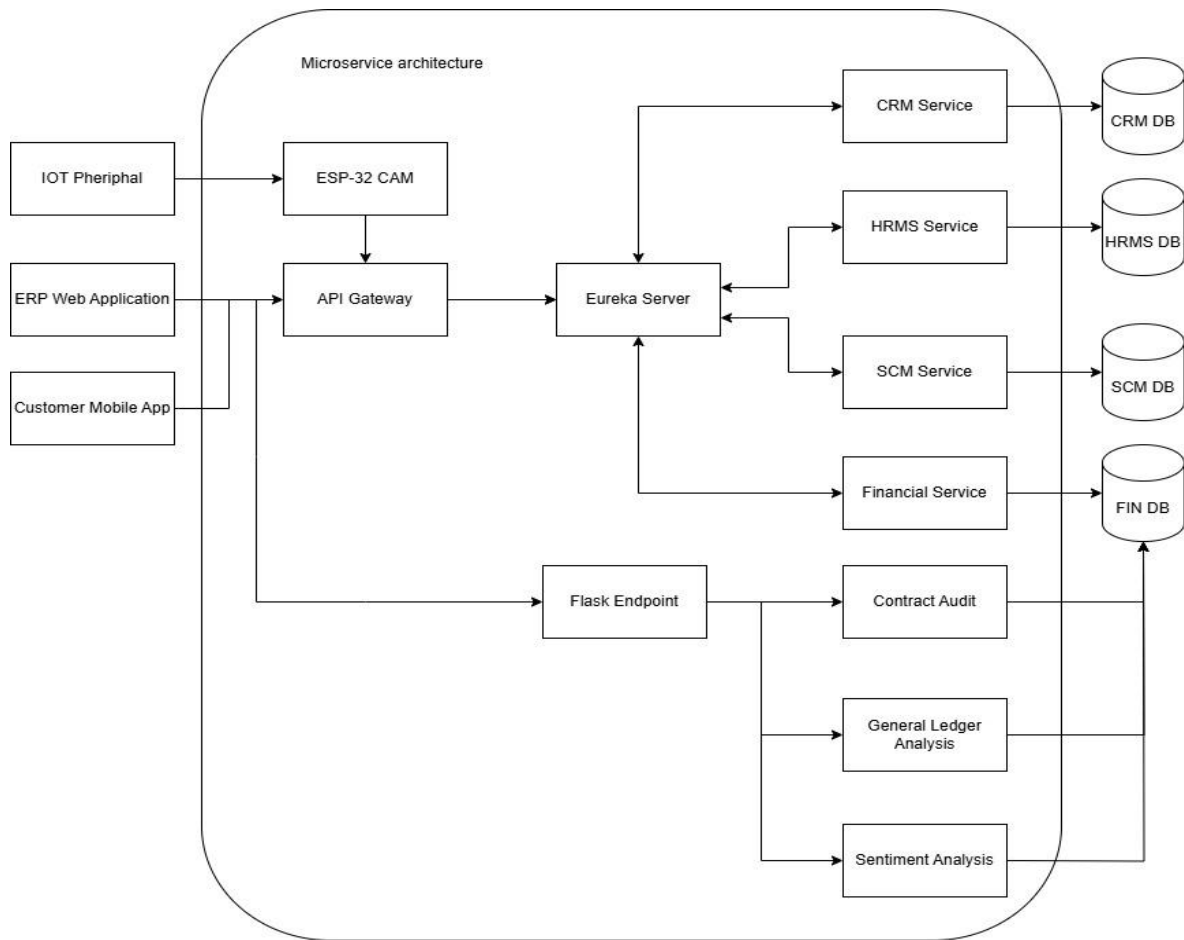 Microservice architecture
CRM Service
CRM DB
IOT Pheriphal
ESP-32 CAM
HRMS Service
HRMS DB
ERP Web Application
API Gateway
Eureka Server
SCM Service
SCM DB
Customer Mobile App
Financial Service
FIN DB
Flask Endpoint
Contract Audit
General Ledger
Analysis
Sentiment Analysis